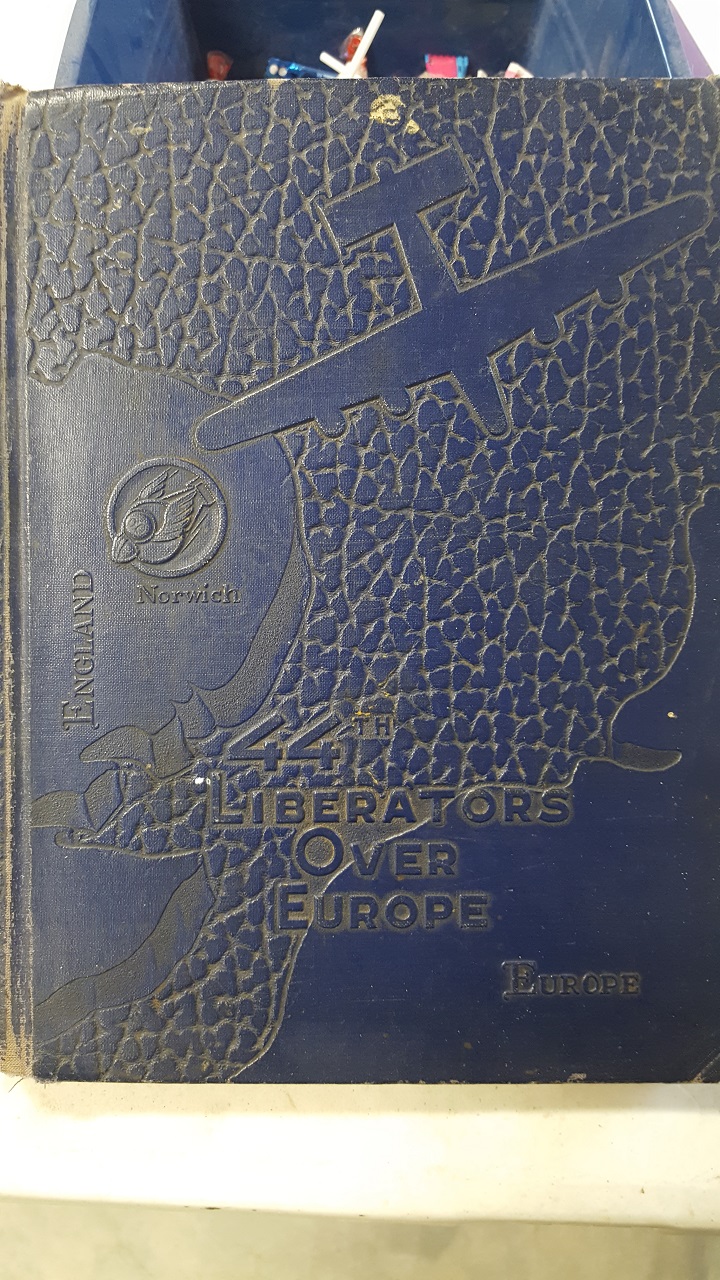 Norwich
ENGLAND
44TH
LIBERATORS
OVER
EUROPE
EUROPE